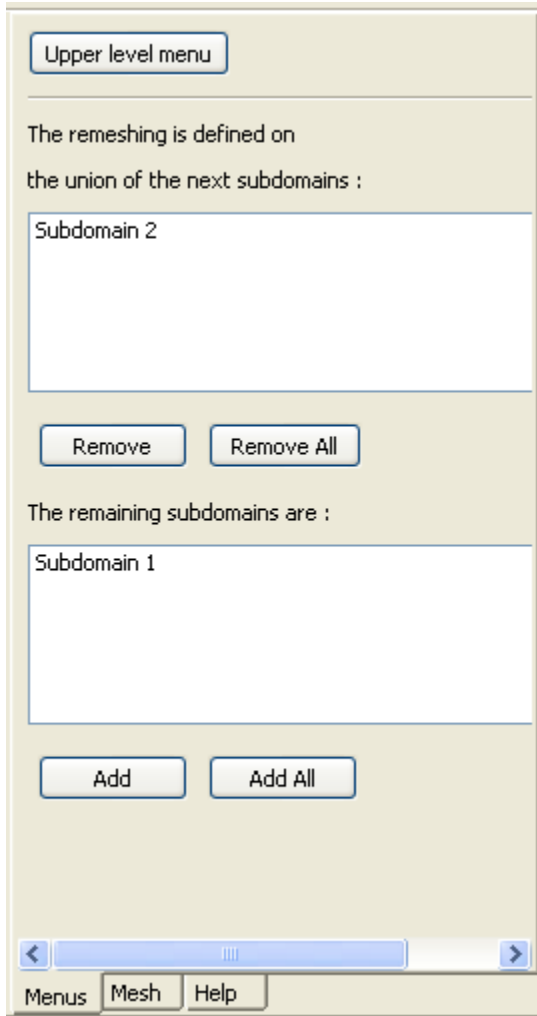 Upper level menu
The remeshing is defined on
the union of the next subdomains :
Subdomain 2
Remove Remove All
The remaining subdomains are :
Subdomain 1
Add Add All
Menus Mesh Help